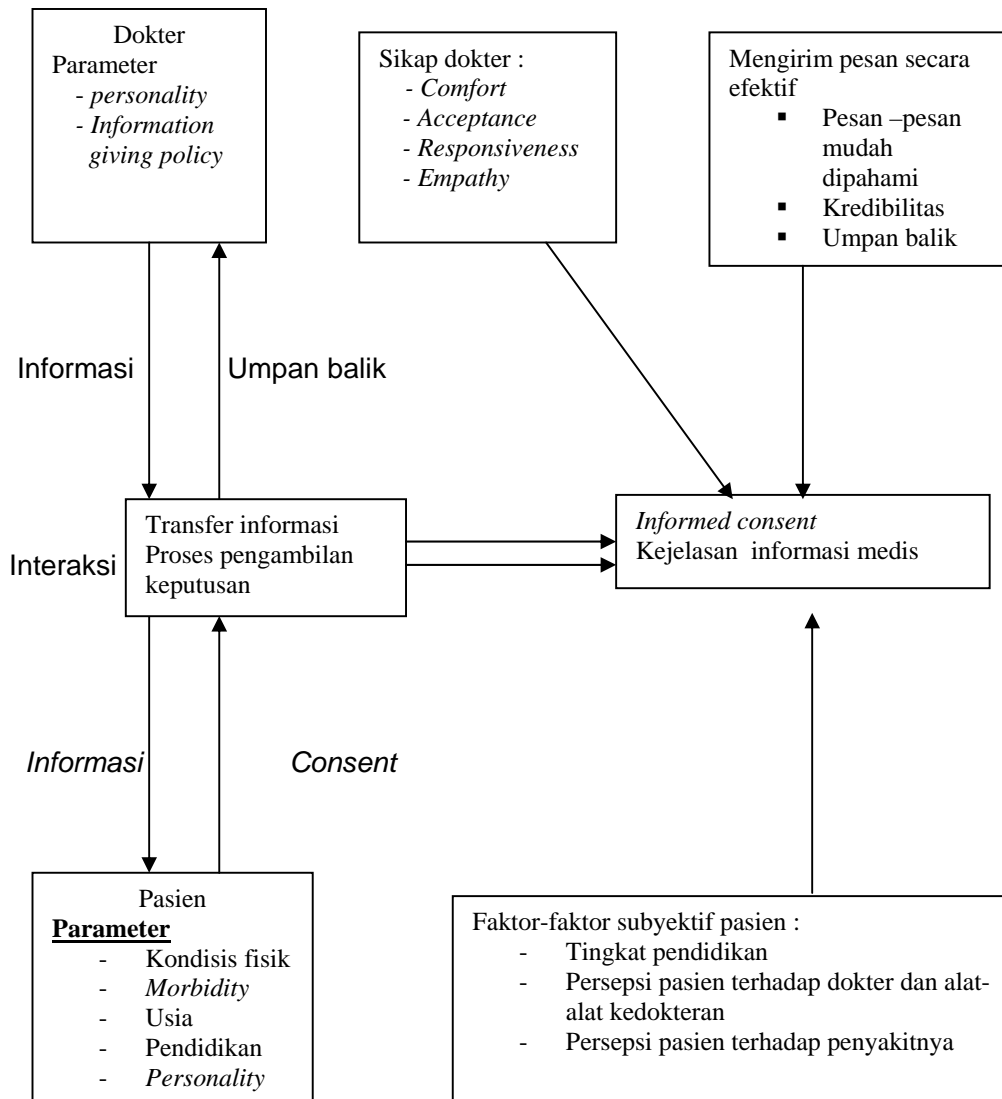 Dokter
Parameter
- personality
- Information
giving policy
Sikap dokter :
- Comfort
- Acceptance
- Responsiveness
- Empathy
Mengirim pesan secara
efektif
▪ Pesan –pesan
mudah
dipahami
▪ Kredibilitas
▪ Umpan balik
Informasi
Umpan balik
Interaksi
Transfer informasi
Proses pengambilan
keputusan
Informed consent
Kejelasan informasi medis
Informasi
Consent
Pasien
Parameter
- Kondisis fisik
- Morbidity
- Usia
- Pendidikan
- Personality
Faktor-faktor subyektif pasien :
- Tingkat pendidikan
- Persepsi pasien terhadap dokter dan alat-
alat kedokteran
- Persepsi pasien terhadap penyakitnya